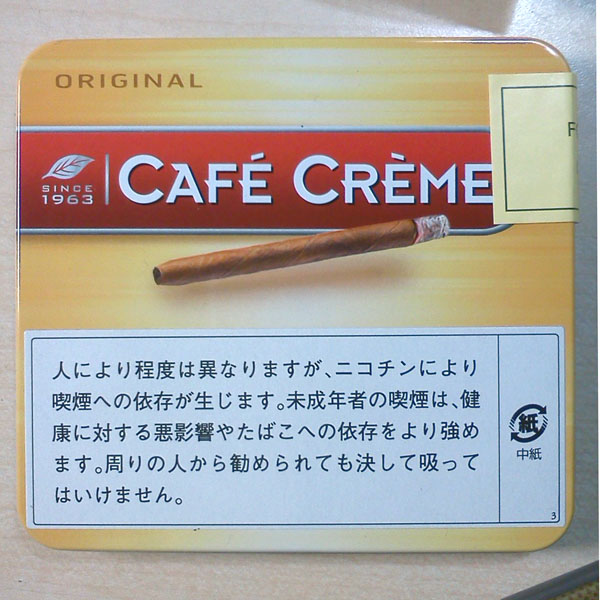 ORIGINAL
SINCE
1963
CAFÉ CRÈME
人により程度は異なりますが、ニコチンにより
喫煙への依存が生じます。未成年者の喫煙は、健
康に対する悪影響やたばこへの依存をより強め
ます。周りの人から勧められても決して吸って
はいけません。
紙
中紙
3